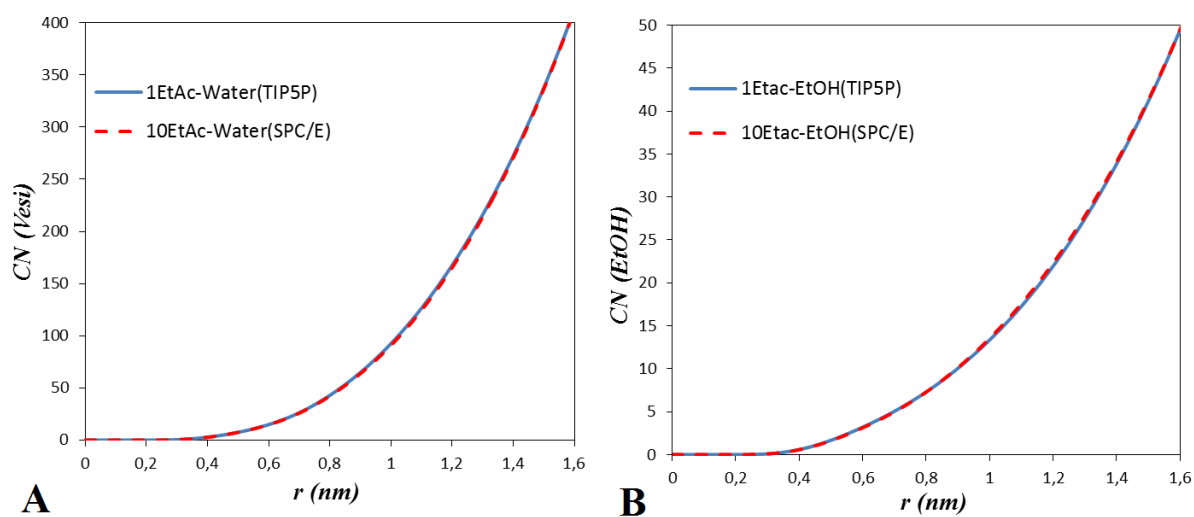 400
350
300
250
200
150
100
50
0
CN (Vesi)
1EtAc-Water(TIP5P)
10EtAc-Water(SPC/E)
0 0,2 0,4 0,6 0,8 1 1,2 1,4 1,6
r (nm)
A
50
45
40
35
30
25
20
15
10
5
0
CN (EtOH)
1Etac-EtOH(TIP5P)
10Etac-EtOH(SPC/E)
0 0,2 0,4 0,6 0,8 1 1,2 1,4 1,6
r (nm)
B